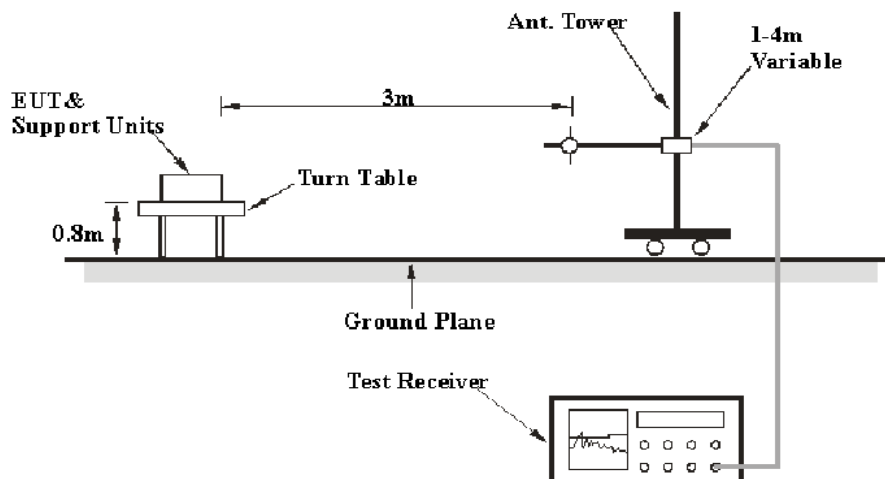 Ant. Tower
1-4m
Variable
3m
EUT &
Support Units
Turn Table
0.8m
Ground Plane
Test Receiver